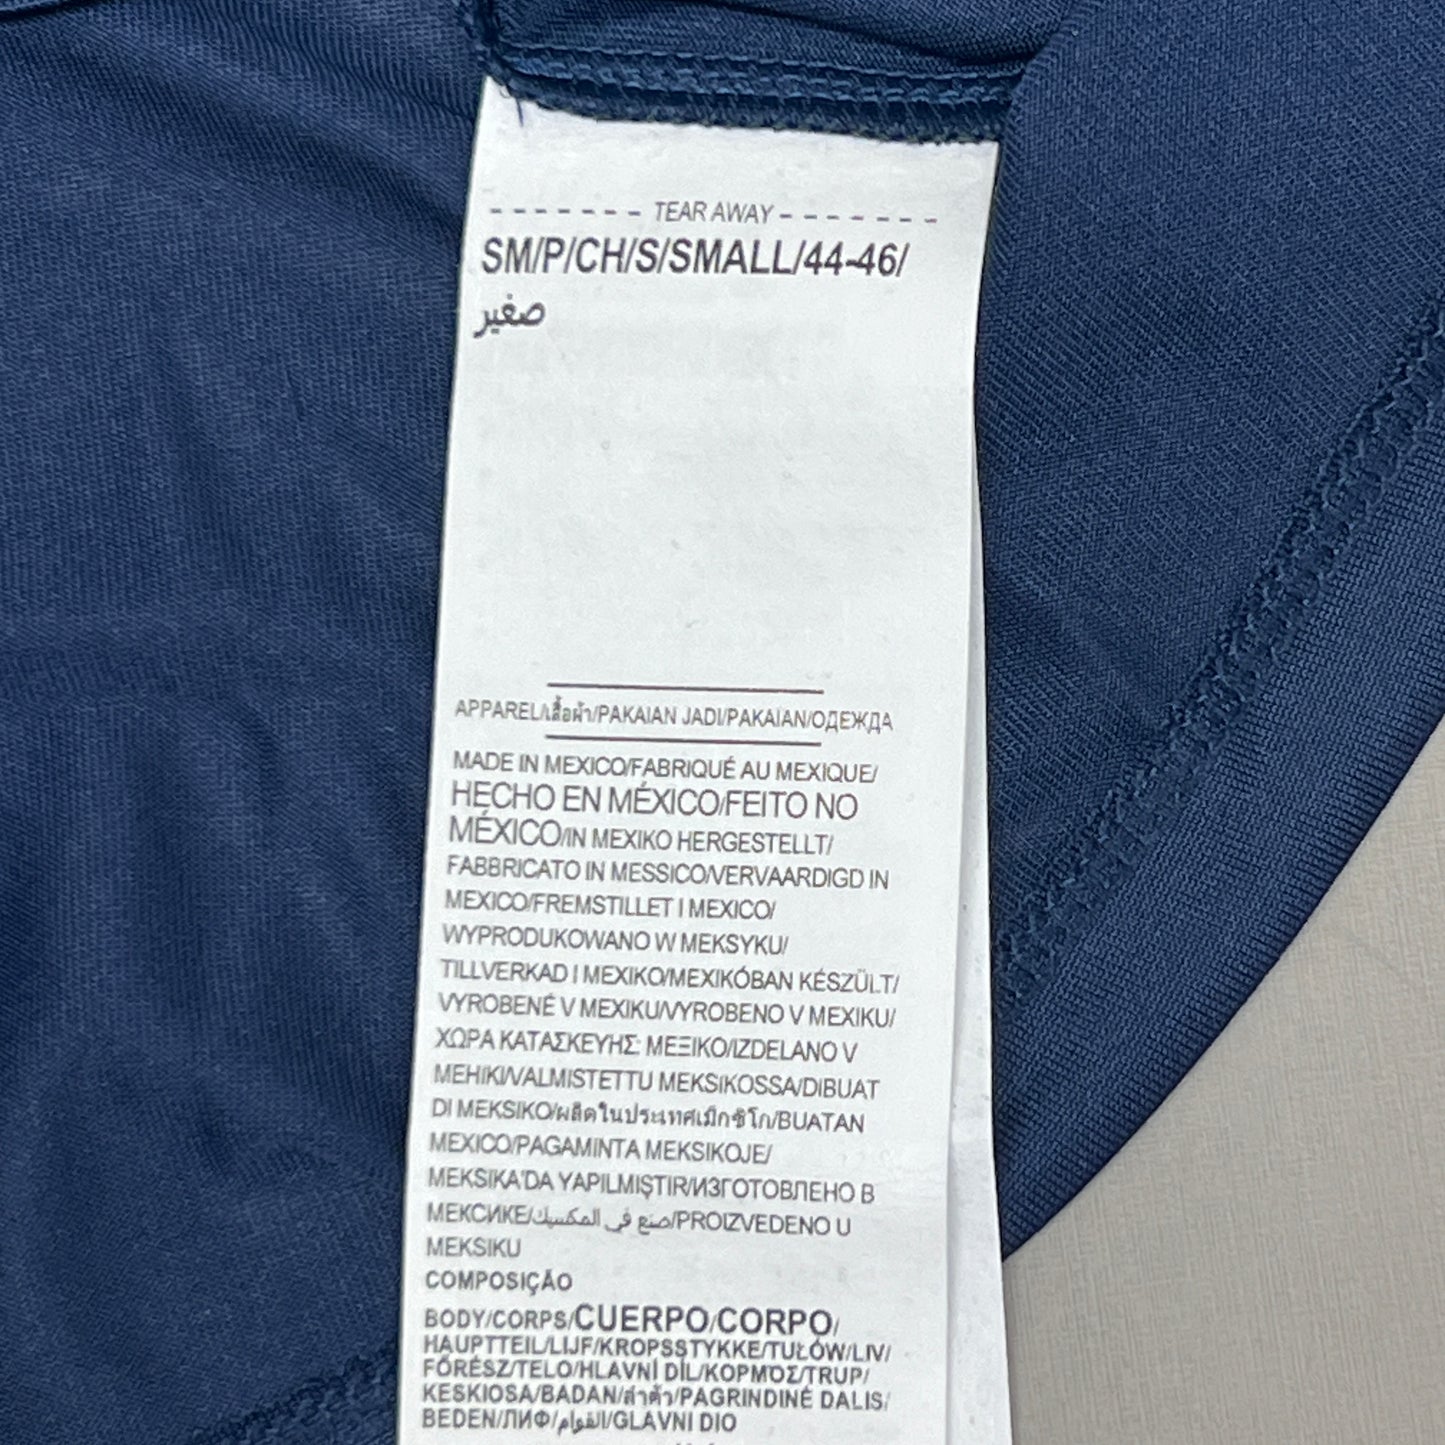 - - - - - - - TEAR AWAY - - - - - - -
SM/P/CH/S/SMALL/44-46/
صغير
APPAREL/เสื้อผ้า/PAKAIAN JADI/PAKAIAN/ОДЕЖДА
MADE IN MEXICO/FABRIQUÉ AU MEXIQUE/
HECHO EN MÉXICO/FEITO NO
MÉXICO/IN MEXIKO HERGESTELLT/
FABBRICATO IN MESSICO/VERVAARDIGD IN
MEXICO/FREMSTILLET I MEXICO/
WYPRODUKOWANO W MEKSYKU/
TILLVERKAD I MEXIKO/MEXIKÓBAN KÉSZÜLT/
VYROBENÉ V MEXIKU/VYROBENO V MEXIKU/
ΧΩΡΑ ΚΑΤΑΣΚΕΥΗΣ: ΜΕΞΙΚΟ/IZDELANO V
MEHIKI/VALMISTETTU MEKSIKOSSA/DIBUAT
DI MEKSIKO/ผลิตในประเทศเม็กซิโก/BUATAN
MEXICO/PAGAMINTA MEKSIKOJE/
MEKSIKA'DA YAPILMIŞTIR/ИЗГОТОВЛЕНО В
МЕКСИКЕ/صنع في المكسيك/PROIZVEDENO U
MEKSIKU
COMPOSIÇÃO
BODY/CORPS/CUERPO/CORPO/
HAUPTTEIL/LIJF/KROPSSTYKKE/TUŁÓW/LIV/
FŐRÉSZ/TELO/HLAVNÍ DÍL/ΚΟΡΜΟΣ/TRUP/
KESKIOSA/BADAN/ลำตัว/PAGRINDINĖ DALIS/
BEDEN/ЛИФ/القوام/GLAVNI DIO